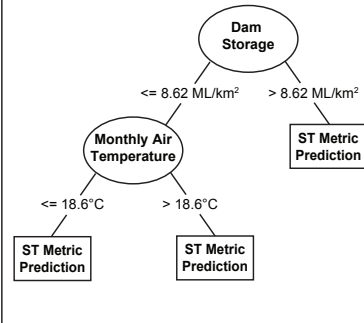 Dam
Storage
<= 8.62 ML/km²
> 8.62 ML/km²
Monthly Air
Temperature
ST Metric
Prediction
<= 18.6°C
> 18.6°C
ST Metric
Prediction
ST Metric
Prediction